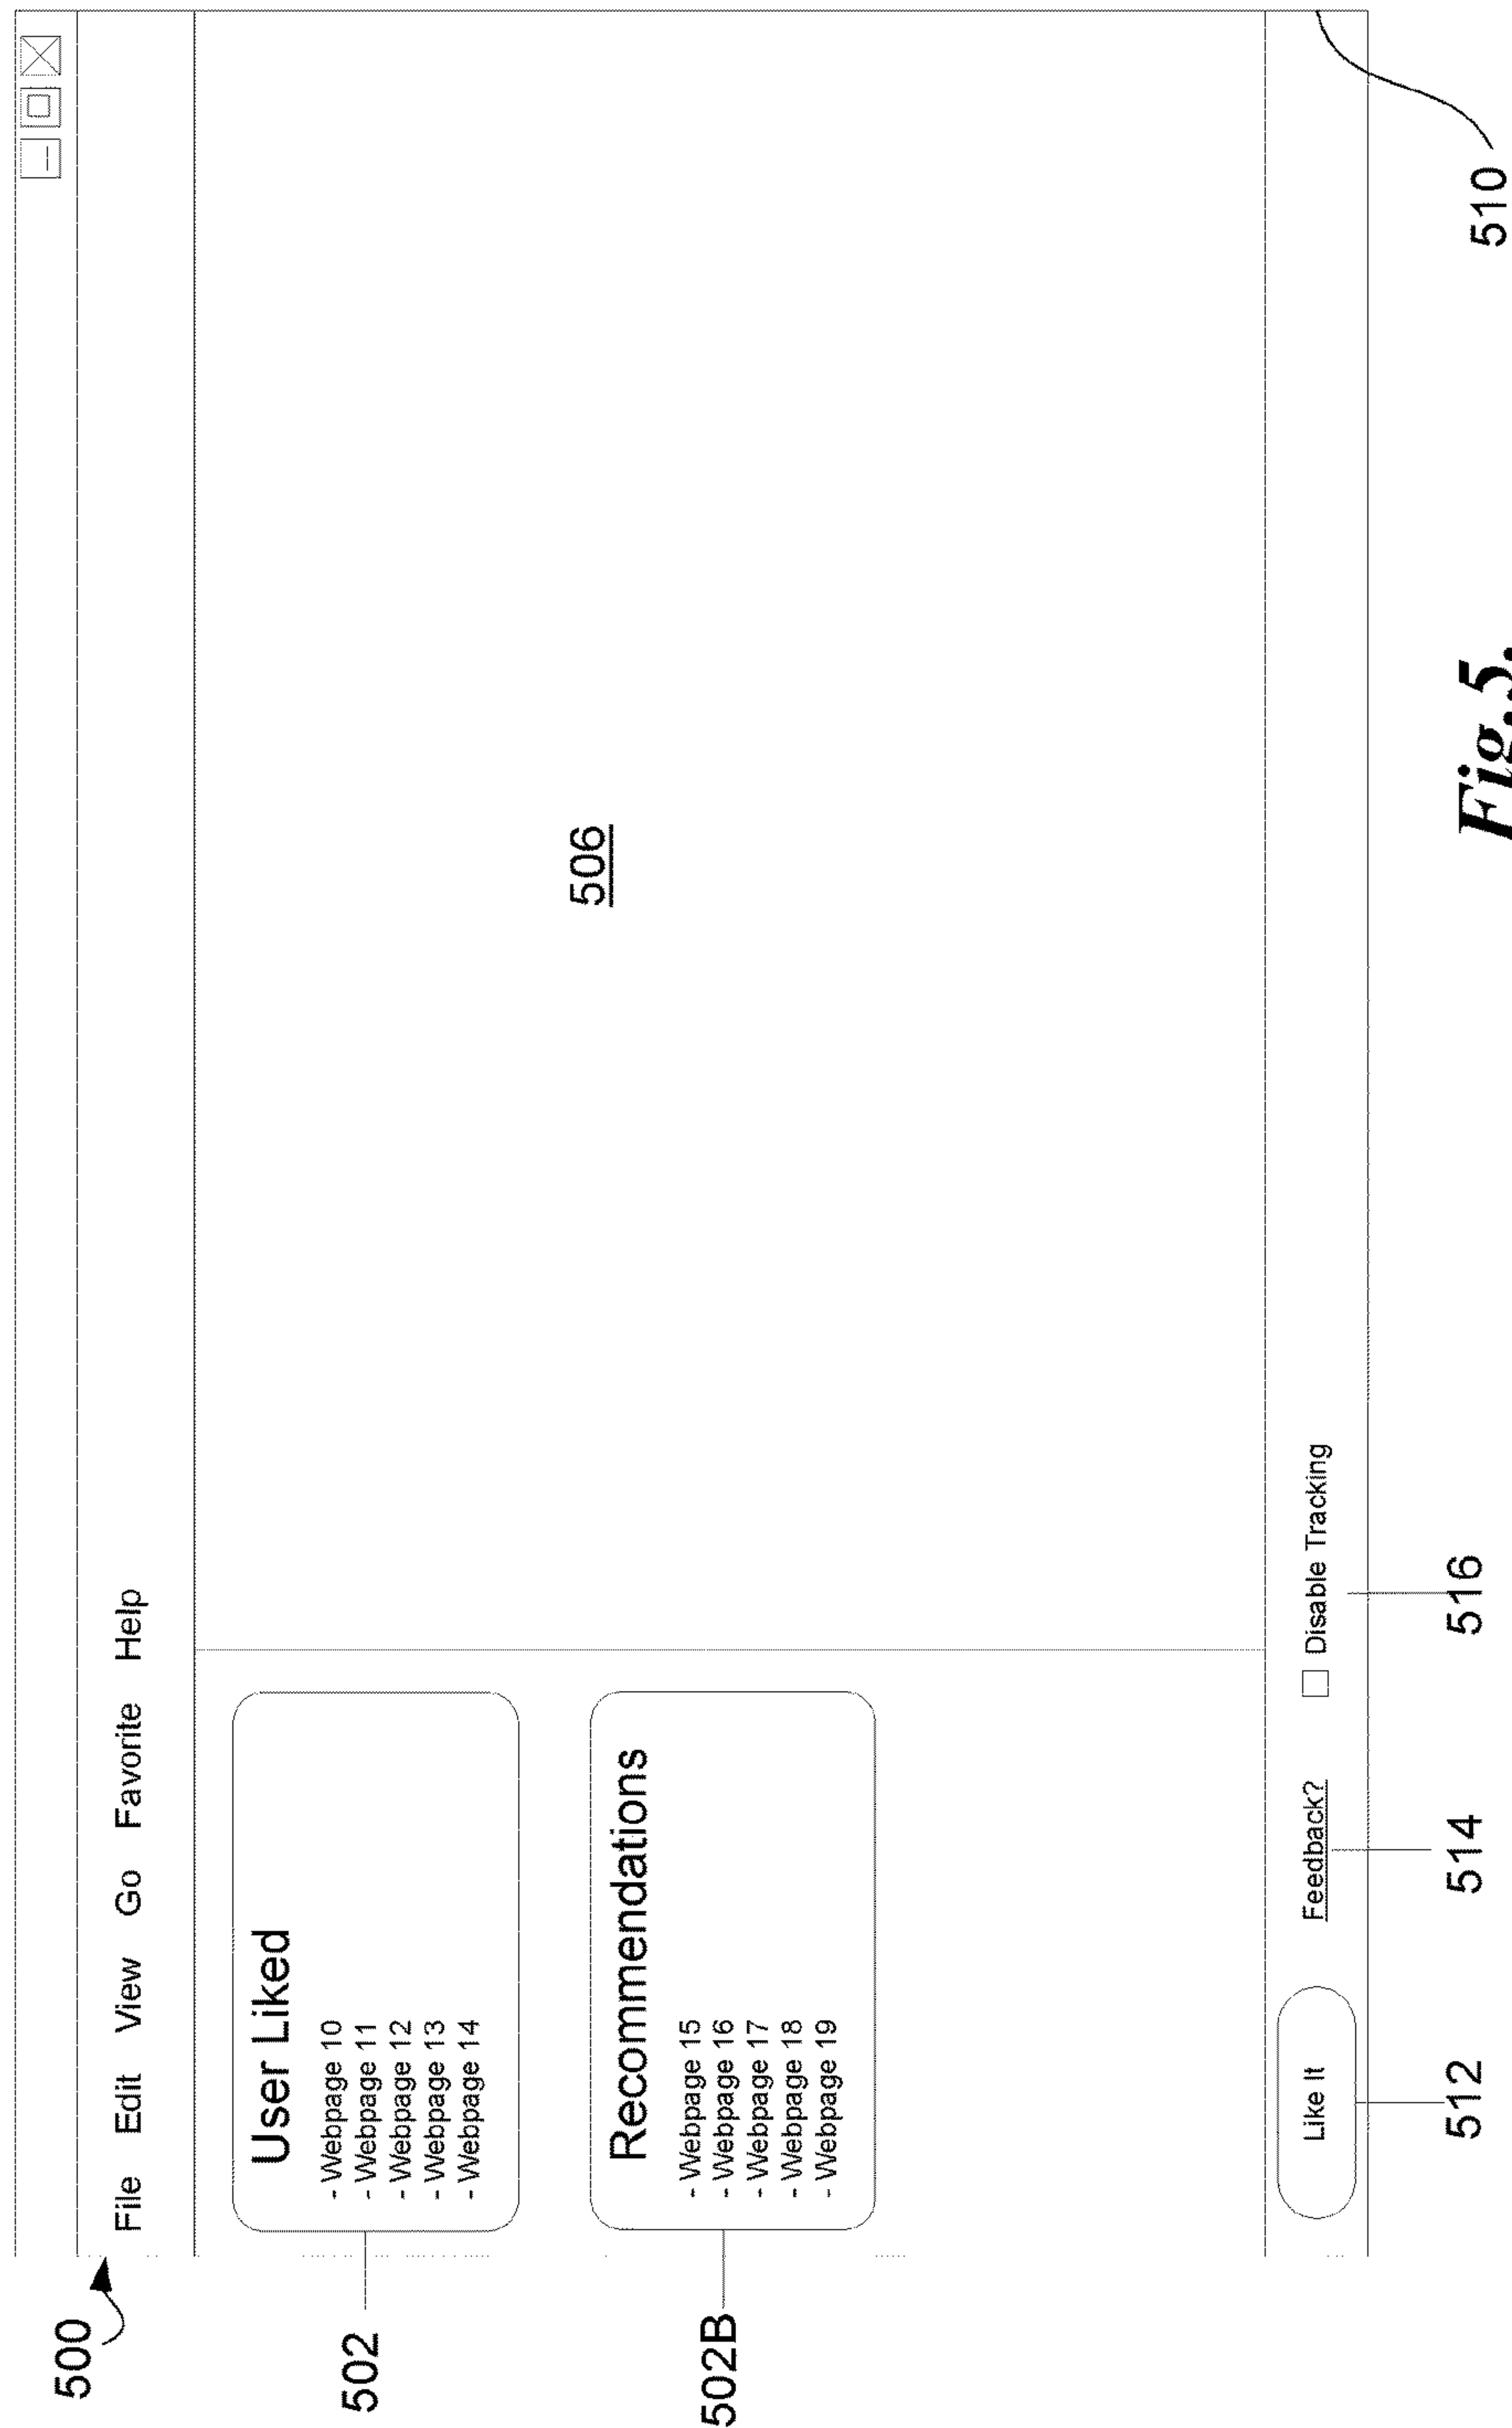 500
File Edit View Go Favorite Help
502
User Liked
- Webpage 10
- Webpage 11
- Webpage 12
- Webpage 13
- Webpage 14
506
502B
Recommendations
- Webpage 15
- Webpage 16
- Webpage 17
- Webpage 18
- Webpage 19
Like It Feedback? Disable Tracking
512 514 516 510
Fig.5.